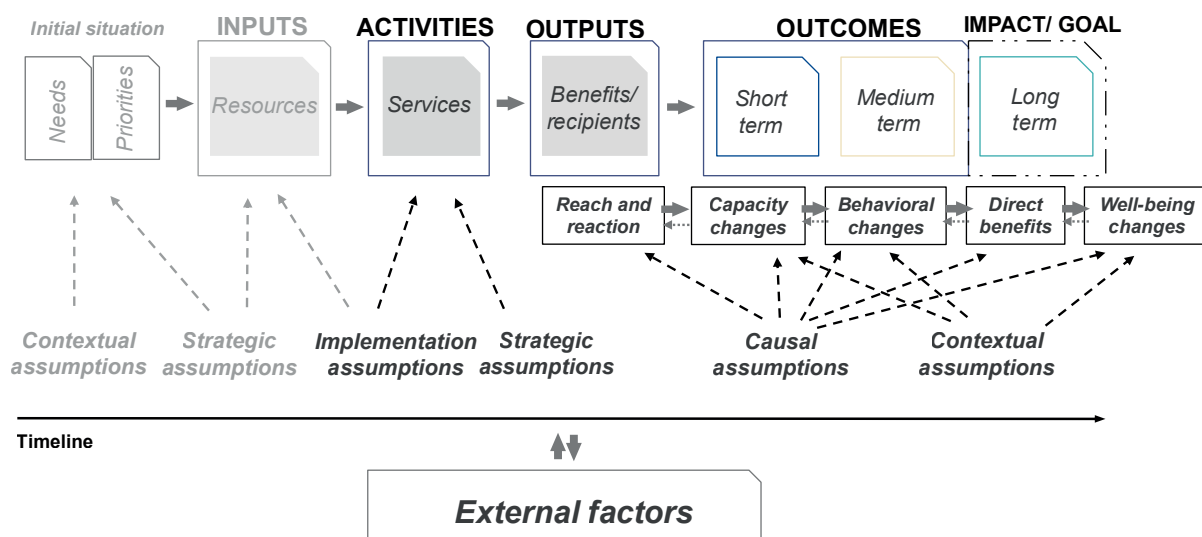 Initial situation
INPUTS
ACTIVITIES
OUTPUTS
OUTCOMES
IMPACT/ GOAL
Needs
Priorities
Resources
Services
Benefits/
recipients
Short
term
Medium
term
Long
term
Reach and
reaction
Capacity
changes
Behavioral
changes
Direct
benefits
Well-being
changes
Contextual
assumptions
Strategic
assumptions
Implementation
assumptions
Strategic
assumptions
Causal
assumptions
Contextual
assumptions
Timeline
External factors